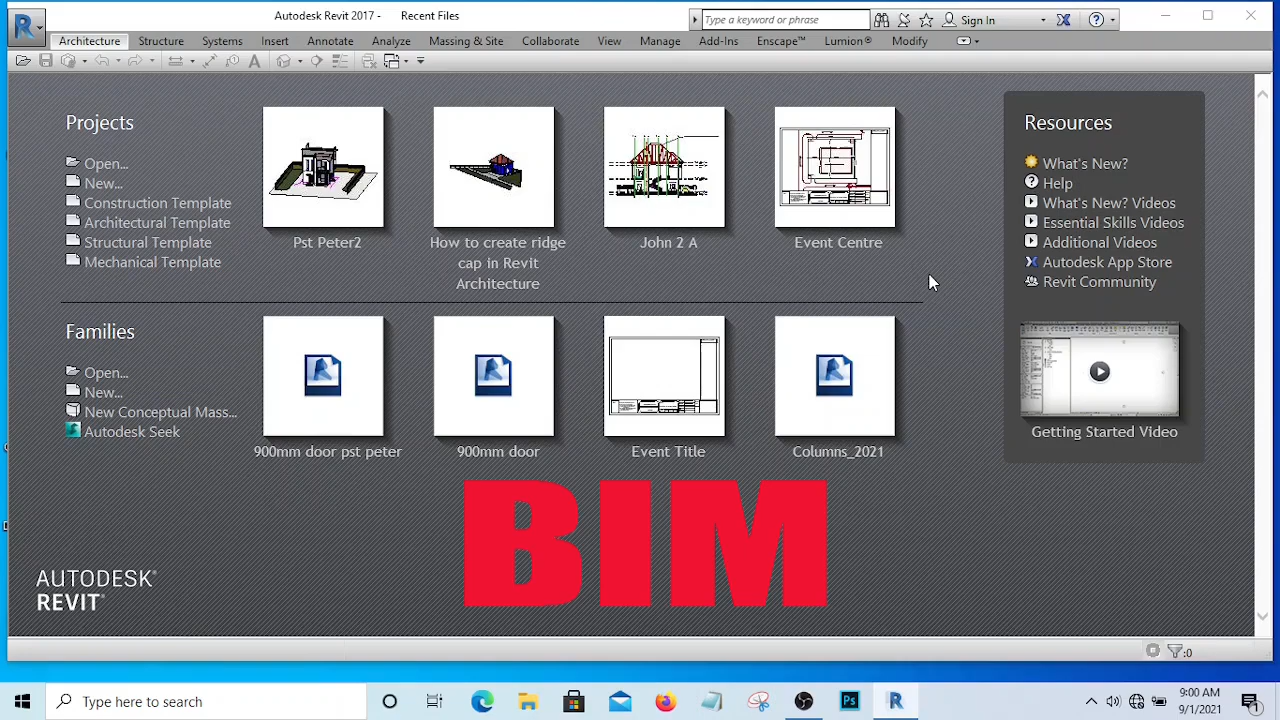 Autodesk Revit 2017 - Recent Files
Type a keyword or phrase
Sign In
Architecture Structure Systems Insert Annotate Analyze Massing & Site Collaborate View Manage Add-Ins Enscape™ Lumion® Modify
Projects
Open...
New...
Construction Template
Architectural Template
Structural Template
Mechanical Template
Pst Peter2
How to create ridge
cap in Revit
Architecture
John 2 A
Event Centre
Resources
What's New?
Help
What's New? Videos
Essential Skills Videos
Additional Videos
Autodesk App Store
Revit Community
Getting Started Video
Families
Open...
New...
New Conceptual Mass...
Autodesk Seek
900mm door pst peter
900mm door
Event Title
Columns_2021
BIM
AUTODESK®
REVIT®
:0
Type here to search
Ps
R
9:00 AM
9/1/2021
1